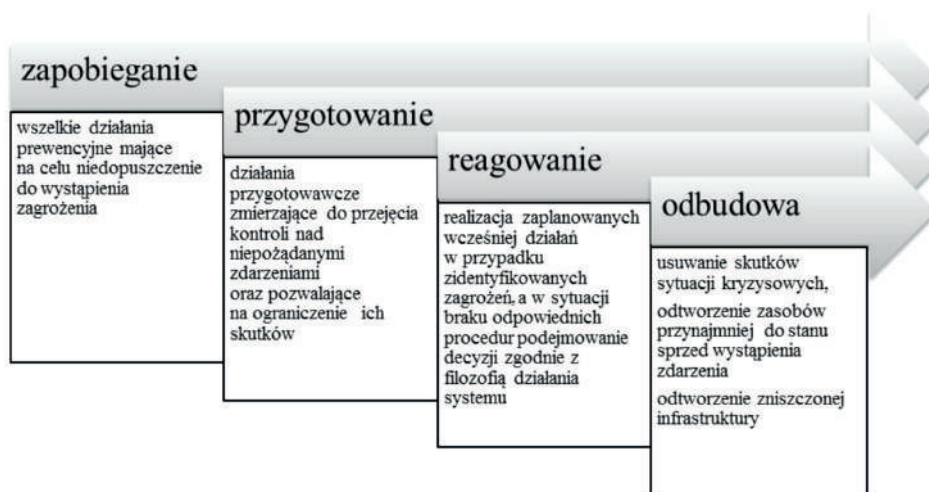 zapobieganie
wszelkie działania
prewencyjne mające
na celu niedopuszczenie
do wystąpienia
zagrożenia
przygotowanie
działania
przygotowawcze
zmierzające do przejęcia
kontroli nad
niepożądanymi
zdarzeniami
oraz pozwalające
na ograniczenie ich
skutków
reagowanie
realizacja zaplanowanych
wcześniej działań
w przypadku
zidentyfikowanych
zagrożeń, a w sytuacji
braku odpowiednich
procedur podejmowanie
decyzji zgodnie z
filozofią działania
systemu
odbudowa
usuwanie skutków
sytuacji kryzysowych,
odtworzenie zasobów
przynajmniej do stanu
sprzed wystąpienia
zdarzenia
odtworzenie zniszczonej
infrastruktury